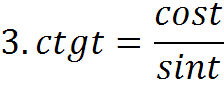 3. ctgt = cost / sint